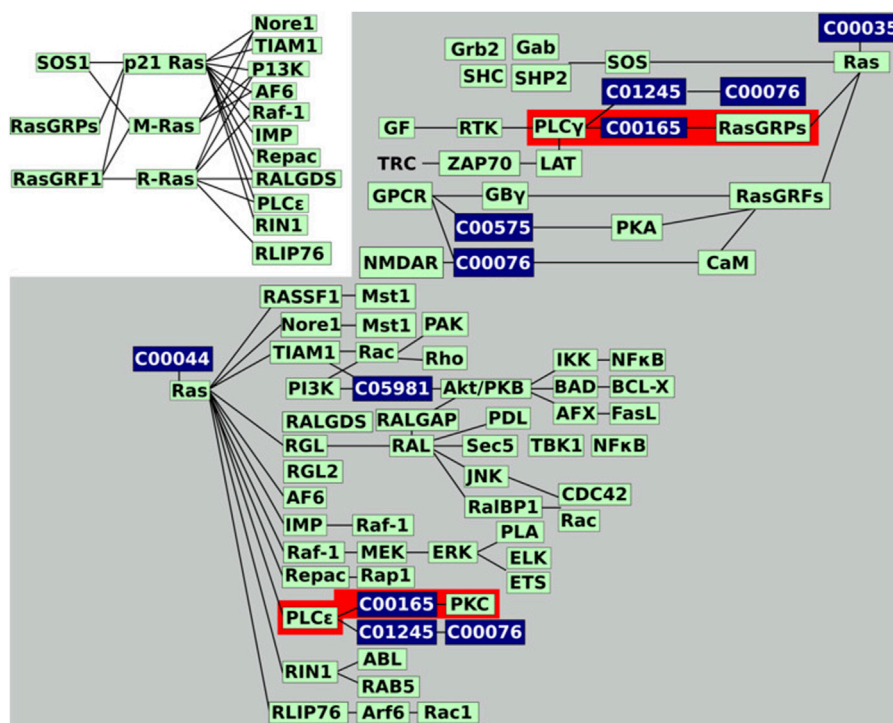 Nore1
TIAM1
SOS1 p21 Ras P13K
AF6
RasGRPs M-Ras Raf-1
IMP
Repac
RasGRF1 R-Ras RALGDS
PLCε
RIN1
RLIP76
C00035
Grb2 Gab SOS Ras
SHC SHP2
C01245 C00076
GF RTK PLCγ C00165 RasGRPs
TRC ZAP70 LAT
GPCR GBγ RasGRFs
C00575 PKA
NMDAR C00076 CaM
RASSF1 Mst1
Nore1 Mst1 PAK
C00044 TIAM1 Rac Rho IKK NFκB
Ras PI3K C05981 Akt/PKB BAD BCL-X
RALGDS RALGAP PDL AFX FasL
RGL RAL Sec5 TBK1 NFκB
RGL2 JNK
AF6 RalBP1 CDC42
IMP Raf-1 Rac
Raf-1 MEK ERK PLA
ELK
Repac Rap1 ETS
PLCε C00165 PKC
C01245 C00076
RIN1 ABL
RAB5
RLIP76 Arf6 Rac1